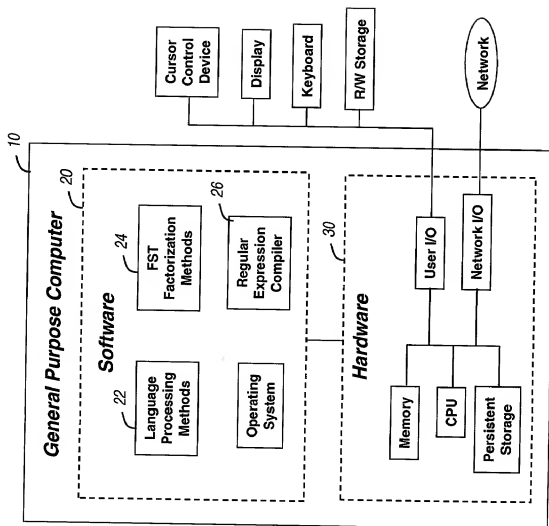 10
General Purpose Computer
20
Software
22
Language
Processing
Methods
24
FST
Factorization
Methods
Operating
System
26
Regular
Expression
Compiler
30
Hardware
Memory
CPU
Persistent
Storage
User I/O
Network I/O
Cursor
Control
Device
Display
Keyboard
R/W Storage
Network